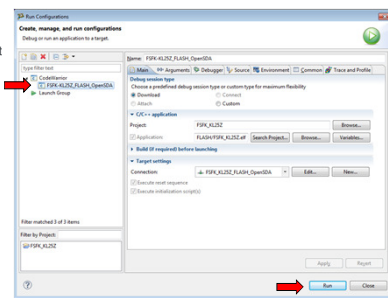 Run Configurations
Create, manage, and run configurations
Debug or run an application to a target.
type filter text
CodeWarrior
FSFK_KL25Z_FLASH_OpenSDA
Launch Group
Filter matched 3 of 3 items
Filter by Project:
FSFK_KL25Z
Name: FSFK_KL25Z_FLASH_OpenSDA
Main
Arguments
Debugger
Source
Environment
Common
Trace and Profile
Debug session type
Choose a predefined debug session type or custom type for maximum flexibility
Download
Connect
Attach
Custom
C/C++ application
Project: FSFK_KL25Z Browse...
Application: FLASH/FSFK_KL25Z.elf Search Project... Browse... Variables...
Build (if required) before launching
Target settings
Connection: FSFK_KL25Z_FLASH_OpenSDA Edit... New...
Execute reset sequence
Execute initialization script(s)
Apply Revert
Run Close